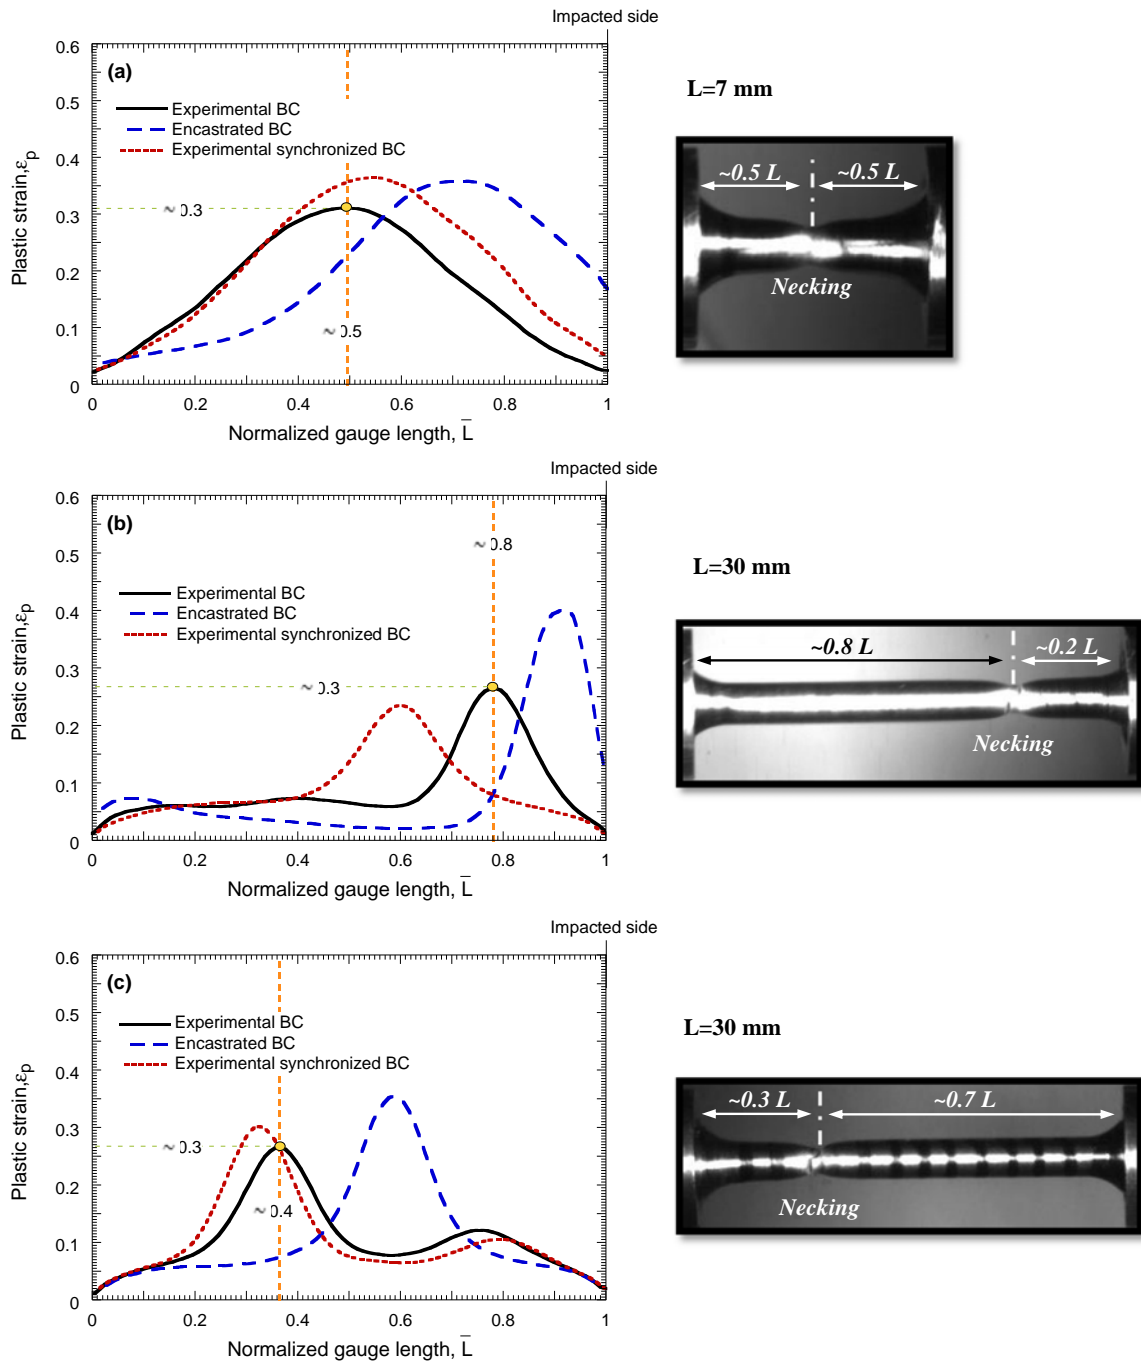 Impacted side
0.6
(a)
0.5
Experimental BC
Encastrated BC
Experimental synchronized BC
0.4
Plastic strain,εp
0.3
~ 0.3
0.2
0.1
~ 0.5
0
0 0.2 0.4 0.6 0.8 1
Normalized gauge length, L̅
L=7 mm
~0.5 L ~0.5 L
Necking
Impacted side
0.6
(b)
0.5
~ 0.8
Experimental BC
Encastrated BC
Experimental synchronized BC
0.4
Plastic strain,εp
0.3
~ 0.3
0.2
0.1
0
0 0.2 0.4 0.6 0.8 1
Normalized gauge length, L̅
L=30 mm
~0.8 L ~0.2 L
Necking
Impacted side
0.6
(c)
0.5
Experimental BC
Encastrated BC
Experimental synchronized BC
0.4
Plastic strain,εp
0.3
~ 0.3
0.2
~ 0.4
0.1
0
0 0.2 0.4 0.6 0.8 1
Normalized gauge length, L̅
L=30 mm
~0.3 L ~0.7 L
Necking